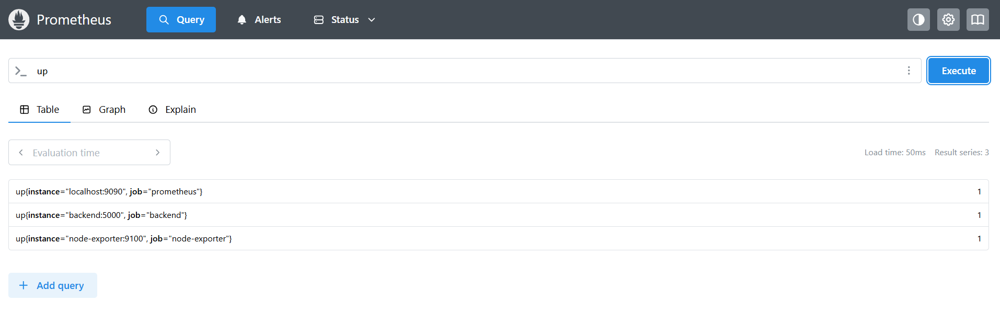 Prometheus Query Alerts Status
up Execute
Table Graph Explain
Evaluation time Load time: 50ms Result series: 3
up{instance="localhost:9090", job="prometheus"} 1
up{instance="backend:5000", job="backend"} 1
up{instance="node-exporter:9100", job="node-exporter"} 1
Add query